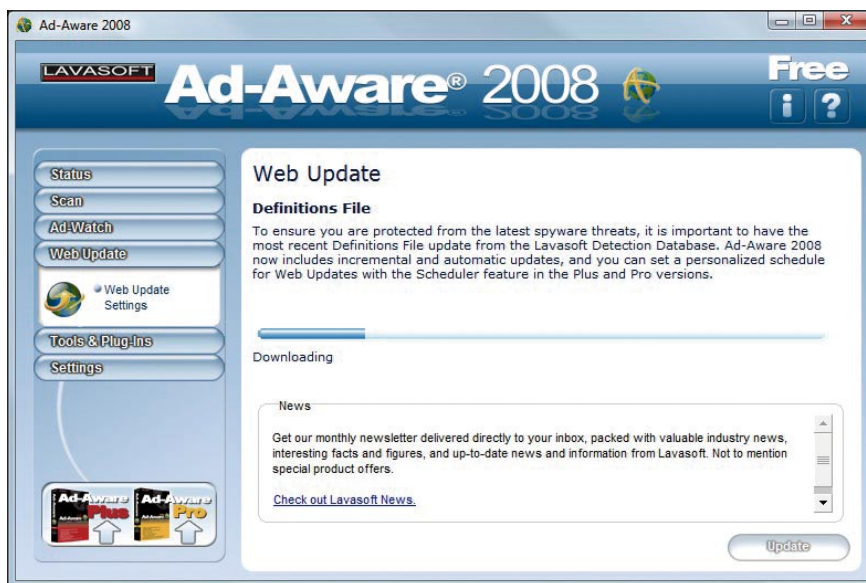 Ad-Aware 2008
LAVASOFT
Ad-Aware® 2008
Free
i ?
Status
Scan
Ad-Watch
Web Update
Web Update
Settings
Tools & Plug-Ins
Settings
Ad-Aware
Plus
Ad-Aware
Pro
Web Update
Definitions File
To ensure you are protected from the latest spyware threats, it is important to have the
most recent Definitions File update from the Lavasoft Detection Database. Ad-Aware 2008
now includes incremental and automatic updates, and you can set a personalized schedule
for Web Updates with the Scheduler feature in the Plus and Pro versions.
Downloading
News
Get our monthly newsletter delivered directly to your inbox, packed with valuable industry news,
interesting facts and figures, and up-to-date news and information from Lavasoft. Not to mention
special product offers.
Check out Lavasoft News.
Update